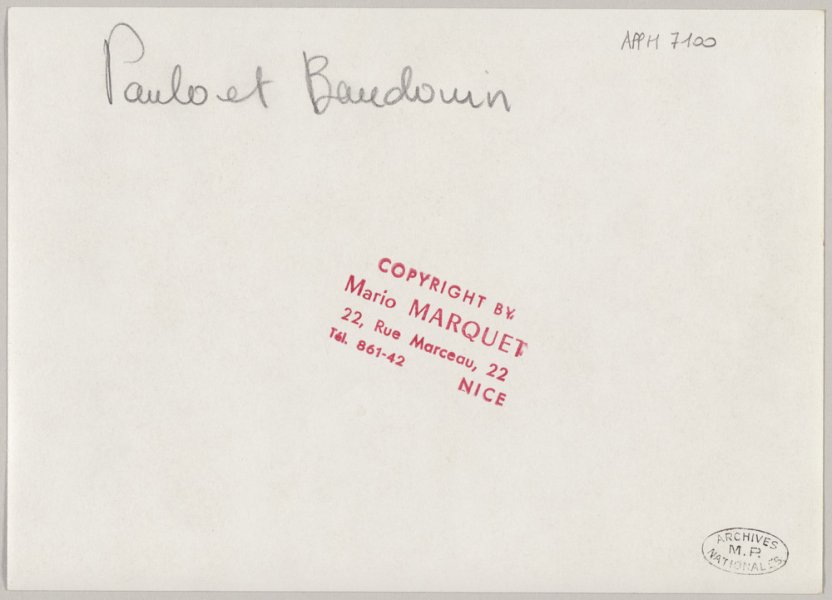 Paulo et Baudouin
APPH 7100
COPYRIGHT BY
Mario MARQUET
22, Rue Marceau, 22
Tél. 861-42
NICE
ARCHIVES
M.P.
NATIONALES